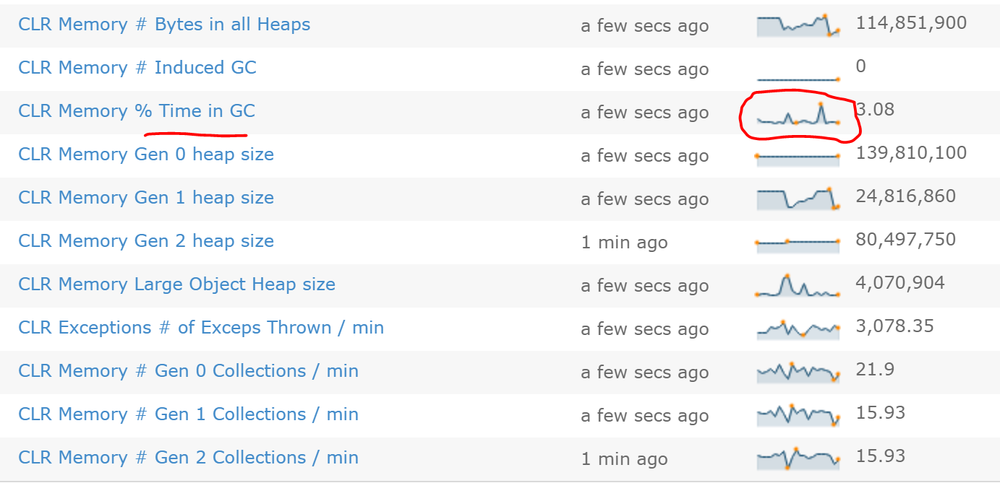 CLR Memory # Bytes in all Heaps a few secs ago 114,851,900
CLR Memory # Induced GC a few secs ago 0
CLR Memory % Time in GC a few secs ago 3.08
CLR Memory Gen 0 heap size a few secs ago 139,810,100
CLR Memory Gen 1 heap size a few secs ago 24,816,860
CLR Memory Gen 2 heap size 1 min ago 80,497,750
CLR Memory Large Object Heap size a few secs ago 4,070,904
CLR Exceptions # of Exceps Thrown / min a few secs ago 3,078.35
CLR Memory # Gen 0 Collections / min a few secs ago 21.9
CLR Memory # Gen 1 Collections / min a few secs ago 15.93
CLR Memory # Gen 2 Collections / min 1 min ago 15.93